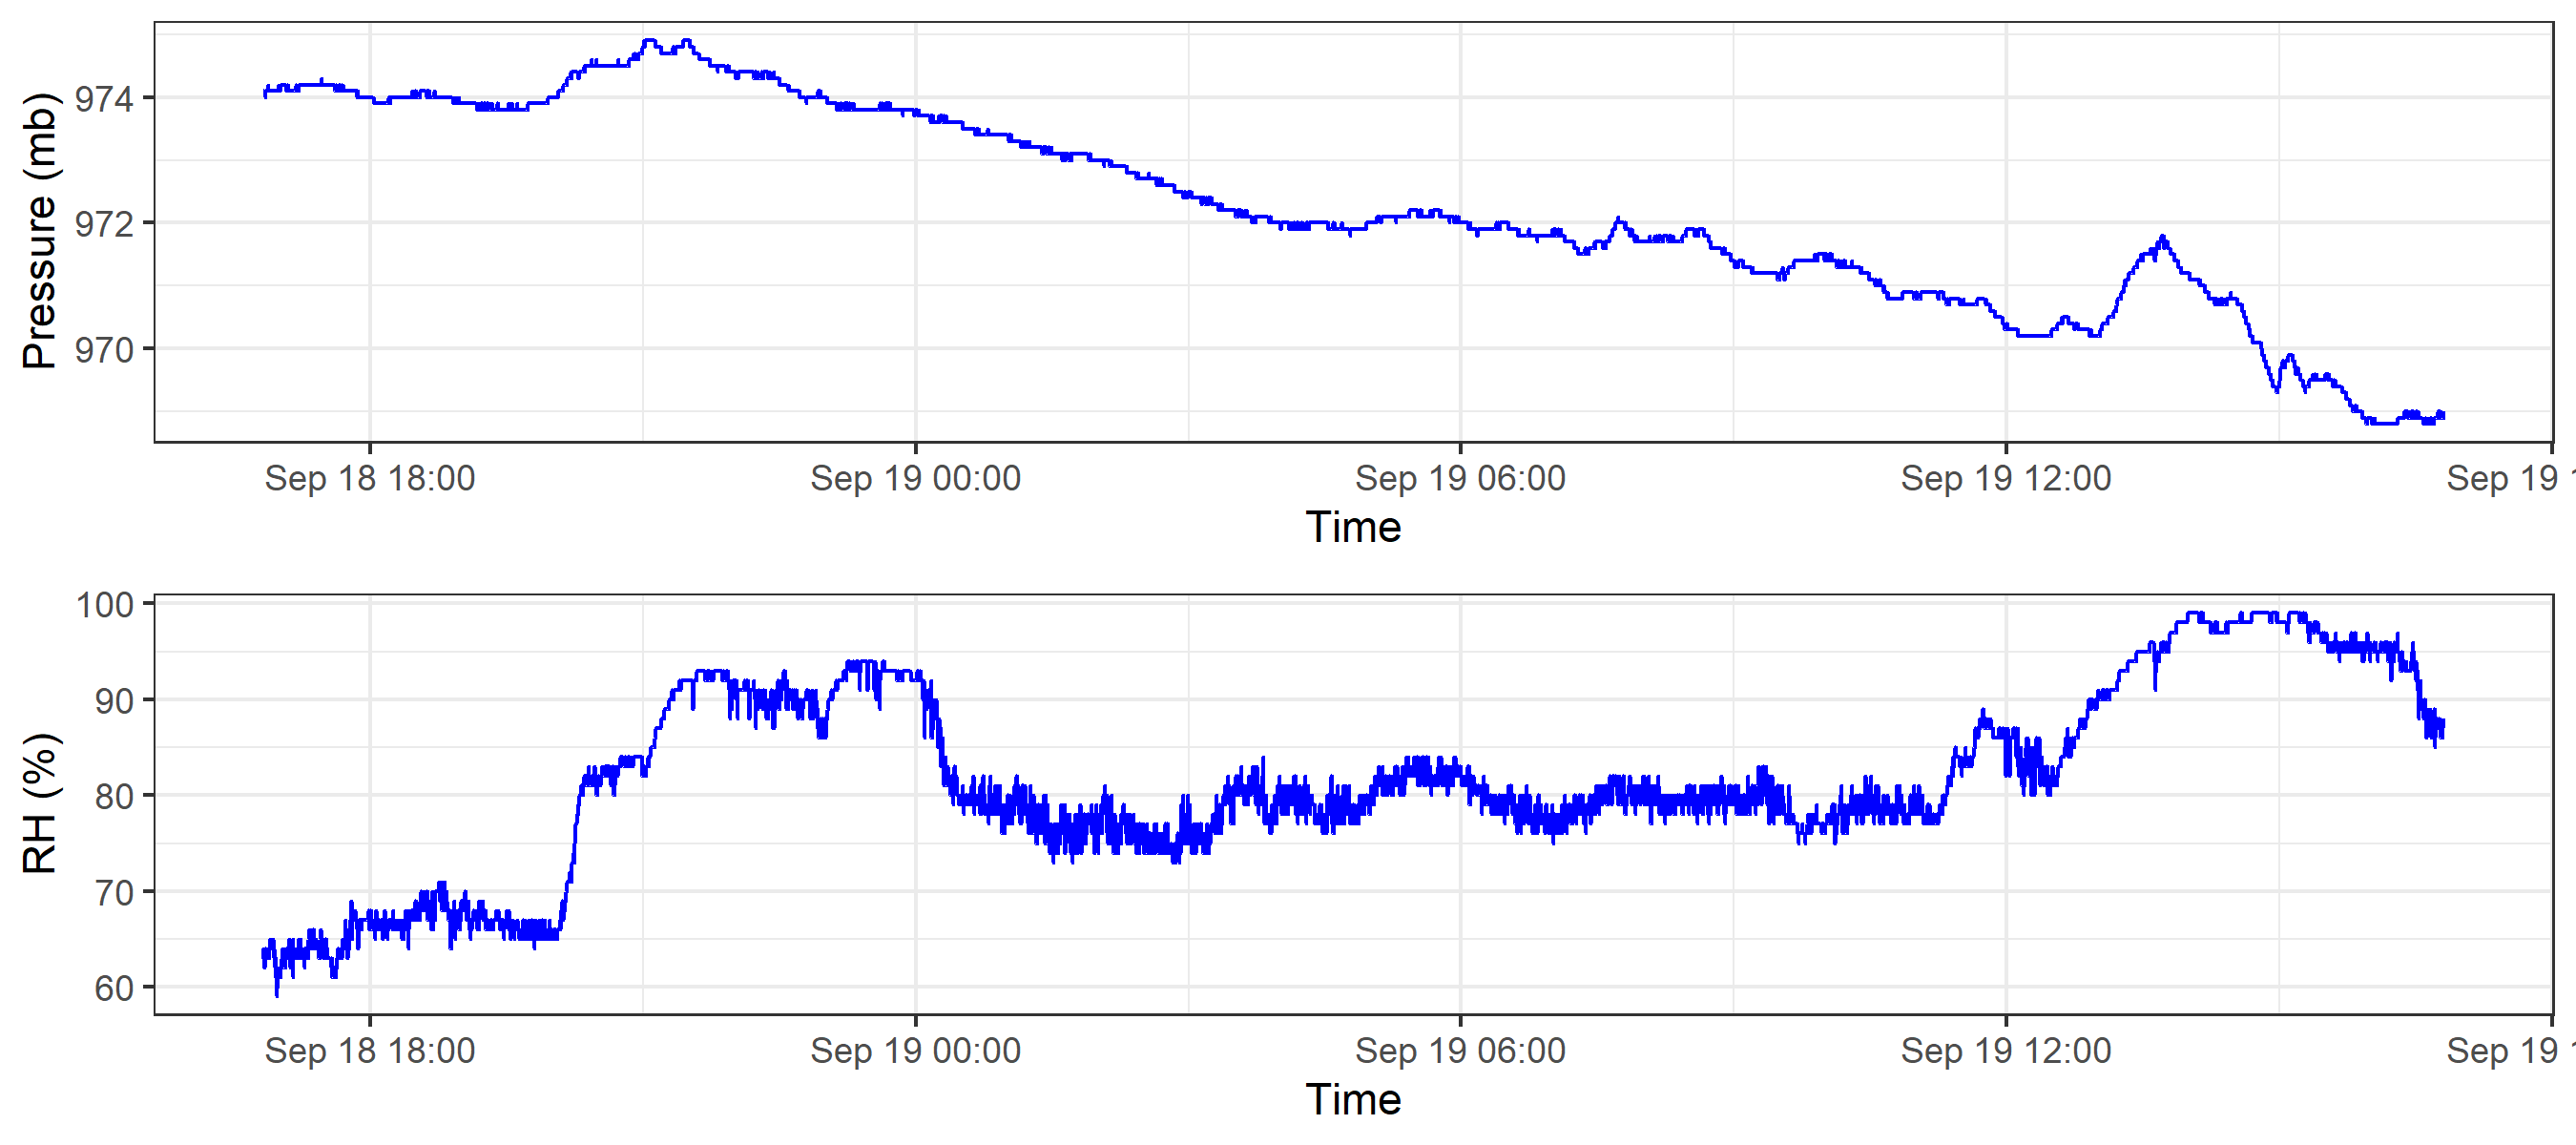 Pressure (mb)
974
972
970
Sep 18 18:00
Sep 19 00:00
Sep 19 06:00
Sep 19 12:00
Sep 19 1
Time
RH (%)
100
90
80
70
60
Sep 18 18:00
Sep 19 00:00
Sep 19 06:00
Sep 19 12:00
Sep 19 1
Time